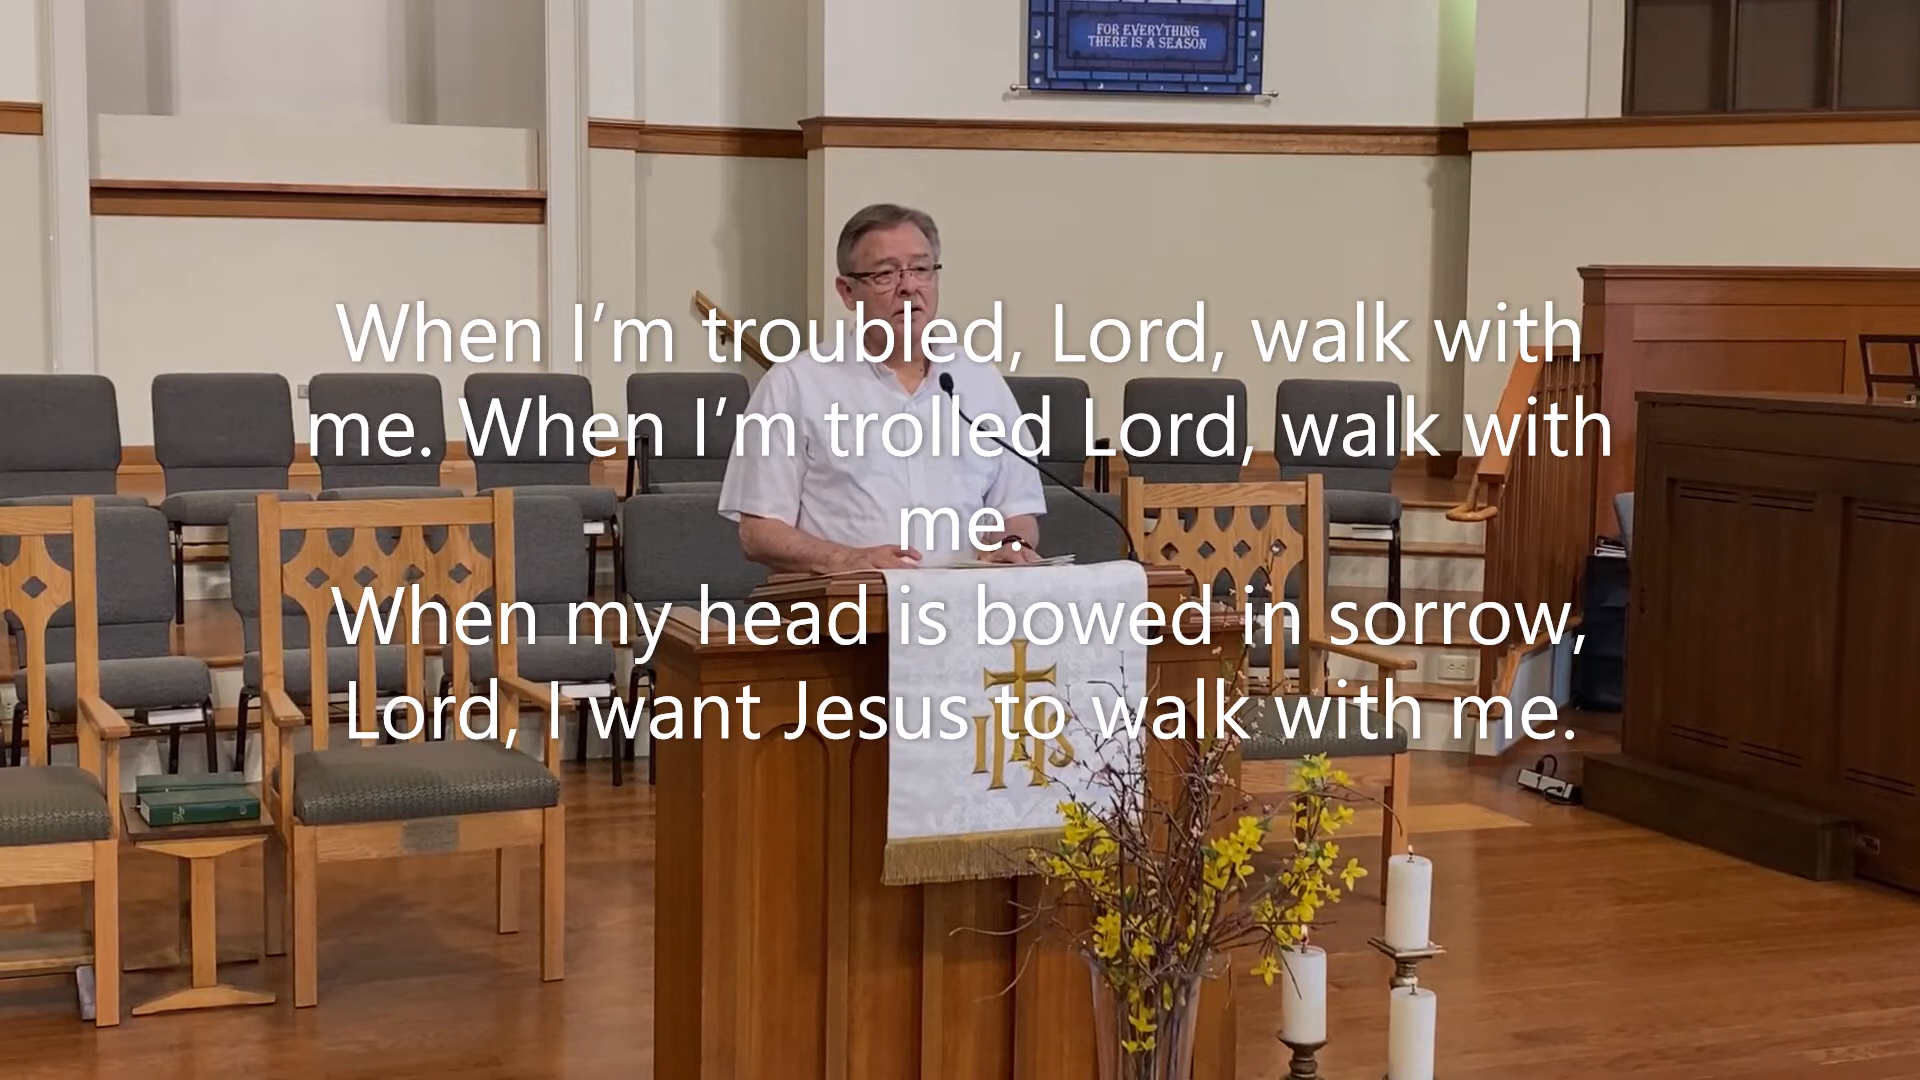 FOR EVERYTHING
THERE IS A SEASON
When I’m troubled, Lord, walk with
me. When I’m trolled Lord, walk with
me.
When my head is bowed in sorrow,
Lord, I want Jesus to walk with me.
IHS